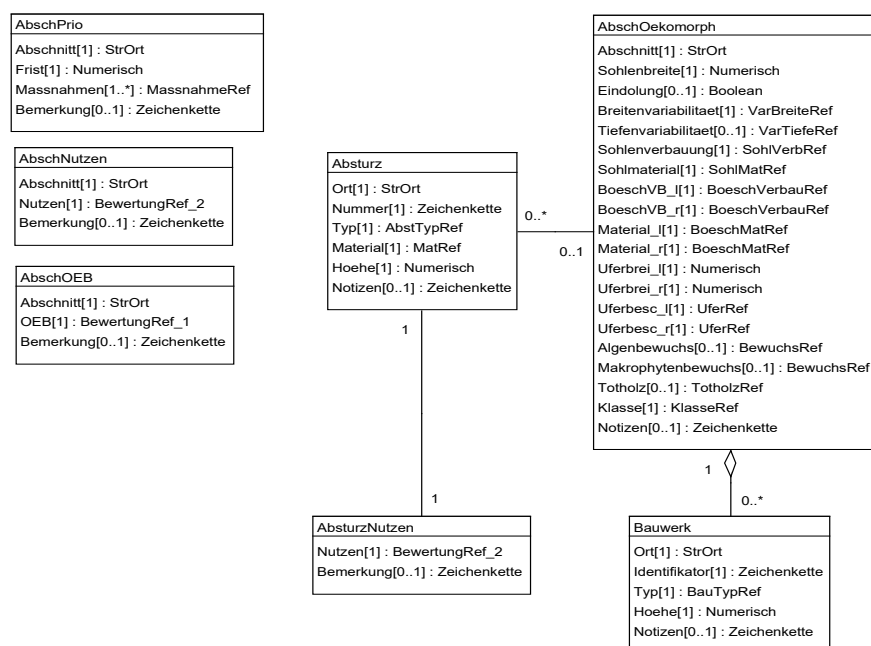 AbschPrio
Abschnitt[1] : StrOrt
Frist[1] : Numerisch
Massnahmen[1..*] : MassnahmeRef
Bemerkung[0..1] : Zeichenkette
AbschNutzen
Abschnitt[1] : StrOrt
Nutzen[1] : BewertungRef_2
Bemerkung[0..1] : Zeichenkette
AbschOEB
Abschnitt[1] : StrOrt
OEB[1] : BewertungRef_1
Bemerkung[0..1] : Zeichenkette
Absturz
Ort[1] : StrOrt
Nummer[1] : Zeichenkette
Typ[1] : AbstTypRef
Material[1] : MatRef
Hoehe[1] : Numerisch
Notizen[0..1] : Zeichenkette
0..*
0..1
1
1
AbsturzNutzen
Nutzen[1] : BewertungRef_2
Bemerkung[0..1] : Zeichenkette
AbschOekomorph
Abschnitt[1] : StrOrt
Sohlenbreite[1] : Numerisch
Eindolung[0..1] : Boolean
Breitenvariabilitaet[1] : VarBreiteRef
Tiefenvariabilitaet[0..1] : VarTiefeRef
Sohlenverbauung[1] : SohlVerbRef
Sohlmaterial[1] : SohlMatRef
BoeschVB_l[1] : BoeschVerbauRef
BoeschVB_r[1] : BoeschVerbauRef
Material_l[1] : BoeschMatRef
Material_r[1] : BoeschMatRef
Uferbrei_l[1] : Numerisch
Uferbrei_r[1] : Numerisch
Uferbesc_l[1] : UferRef
Uferbesc_r[1] : UferRef
Algenbewuchs[0..1] : BewuchsRef
Makrophytenbewuchs[0..1] : BewuchsRef
Totholz[0..1] : TotholzRef
Klasse[1] : KlasseRef
Notizen[0..1] : Zeichenkette
1
0..*
Bauwerk
Ort[1] : StrOrt
Identifikator[1] : Zeichenkette
Typ[1] : BauTypRef
Hoehe[1] : Numerisch
Notizen[0..1] : Zeichenkette